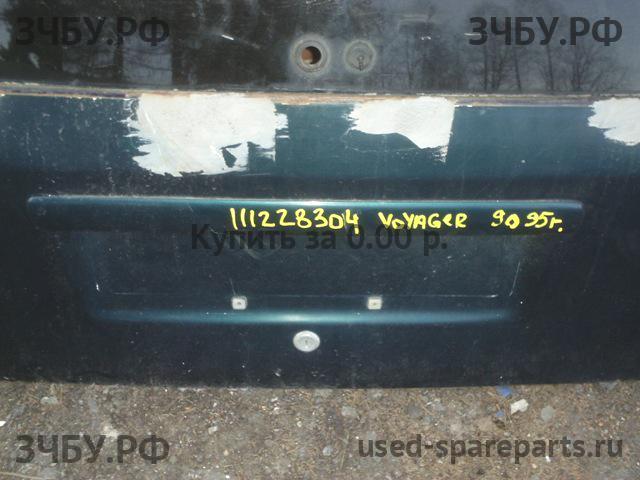 ЗЧБУ.РФ ЗЧБУ.РФ
111228304 VOYAGER 90 95г.
Купить за 0.00 р.
ЗЧБУ.РФ used-spareparts.ru